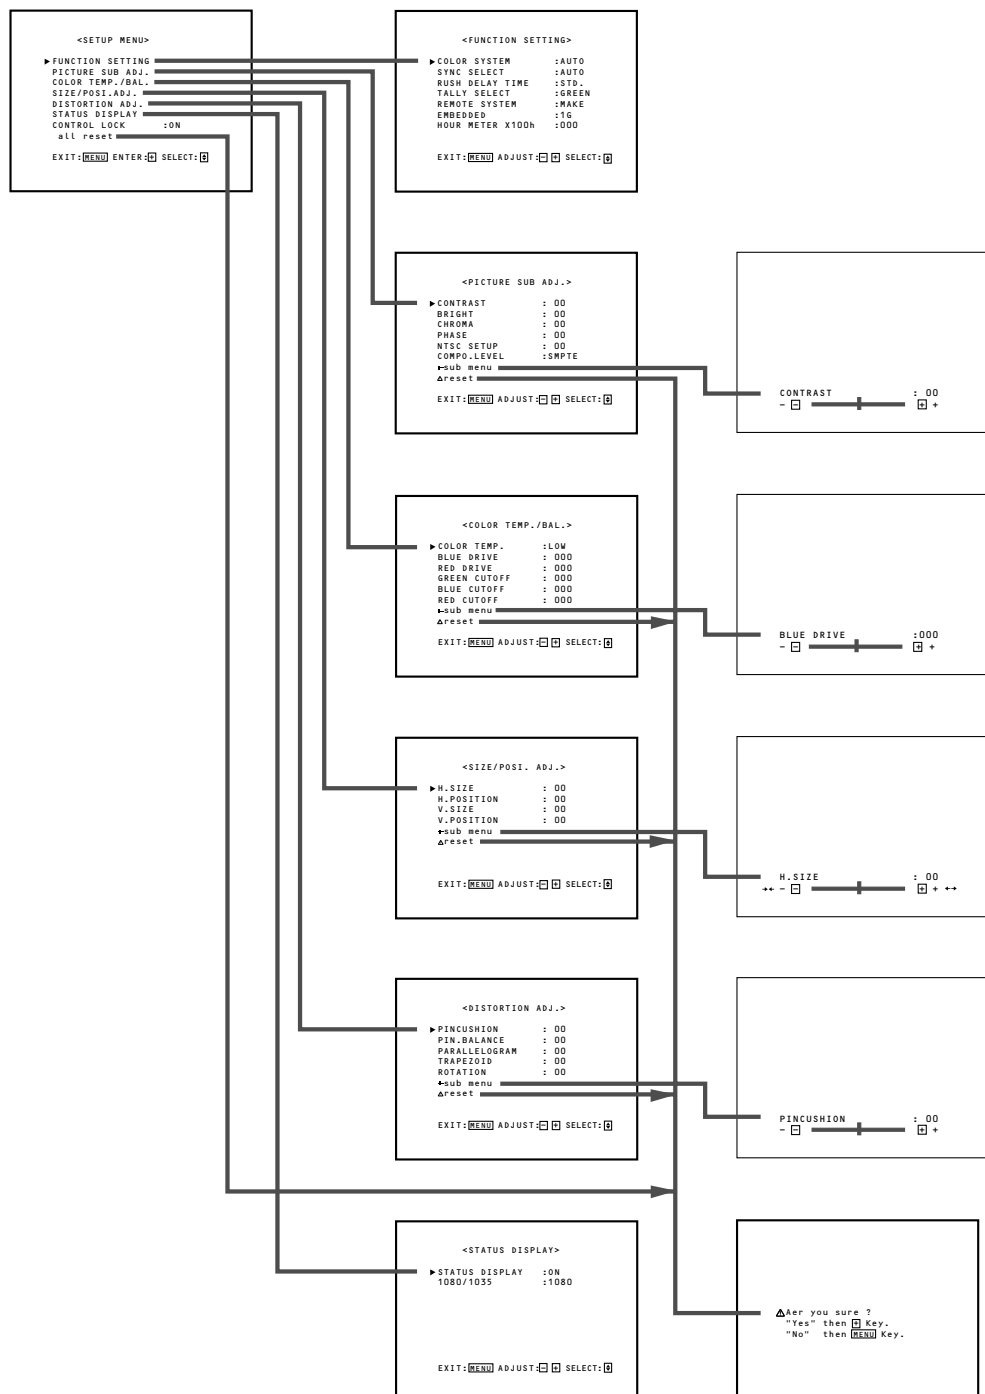 <SETUP MENU>
▶FUNCTION SETTING
PICTURE SUB ADJ.
COLOR TEMP./BAL.
SIZE/POSI.ADJ.
DISTORTION ADJ.
STATUS DISPLAY
CONTROL LOCK :ON
all reset
EXIT:MENU ENTER:+ SELECT:♦
<FUNCTION SETTING>
▶COLOR SYSTEM :AUTO
SYNC SELECT :AUTO
RUSH DELAY TIME :STD.
TALLY SELECT :GREEN
REMOTE SYSTEM :MAKE
EMBEDDED :1G
HOUR METER X100h :000
EXIT:MENU ADJUST:− + SELECT:♦
<PICTURE SUB ADJ.>
▶CONTRAST : 00
BRIGHT : 00
CHROMA : 00
PHASE : 00
NTSC SETUP : 00
COMPO.LEVEL :SMPTE
sub menu
△reset
EXIT:MENU ADJUST:− + SELECT:♦
CONTRAST : 00
− − + +
<COLOR TEMP./BAL.>
▶COLOR TEMP. :LOW
BLUE DRIVE : 000
RED DRIVE : 000
GREEN CUTOFF : 000
BLUE CUTOFF : 000
RED CUTOFF : 000
sub menu
△reset
EXIT:MENU ADJUST:− + SELECT:♦
BLUE DRIVE :000
− − + +
<SIZE/POSI. ADJ.>
▶H.SIZE : 00
H.POSITION : 00
V.SIZE : 00
V.POSITION : 00
sub menu
△reset
EXIT:MENU ADJUST:− + SELECT:♦
H.SIZE : 00
→← − − + + ←→
<DISTORTION ADJ.>
▶PINCUSHION : 00
PIN.BALANCE : 00
PARALLELOGRAM : 00
TRAPEZOID : 00
ROTATION : 00
sub menu
△reset
EXIT:MENU ADJUST:− + SELECT:♦
PINCUSHION : 00
− − + +
<STATUS DISPLAY>
▶STATUS DISPLAY :ON
1080/1035 :1080
EXIT:MENU ADJUST:− + SELECT:♦
⚠Aer you sure ?
"Yes" then + Key.
"No" then MENU Key.